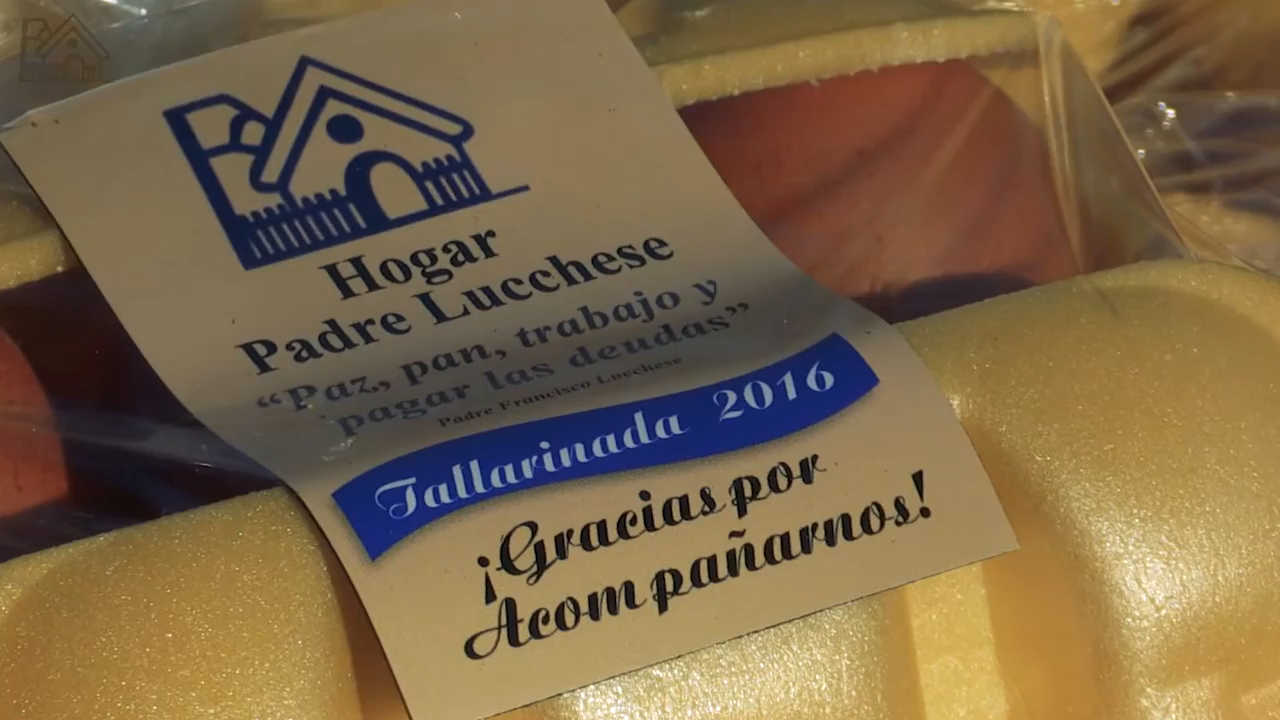 Hogar
Padre Lucchese
“Paz, pan, trabajo y
pagar las deudas”
Padre Francisco Lucchese
Tallarinada 2016
¡Gracias por
Acompañarnos!